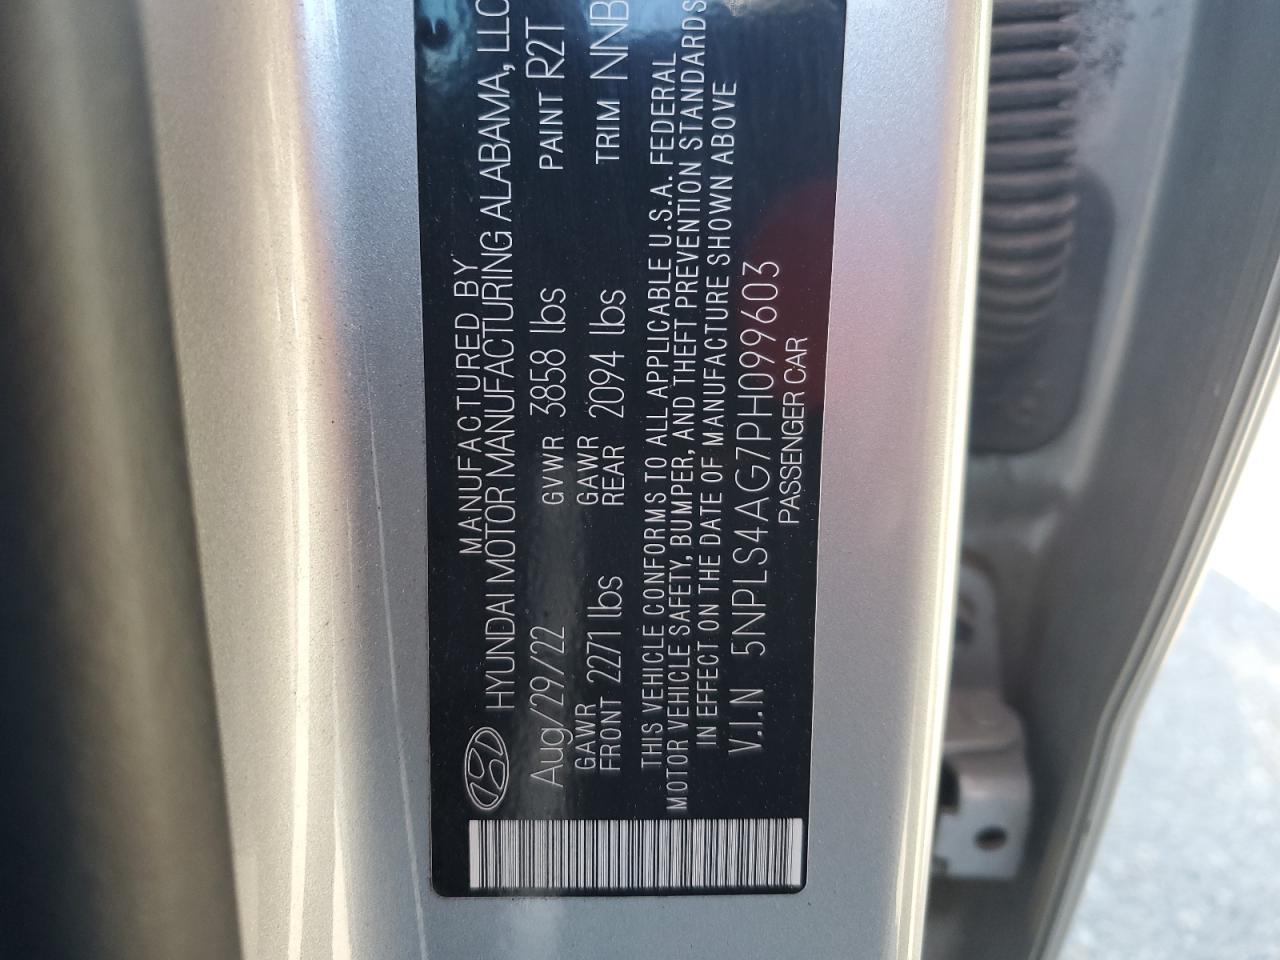 MANUFACTURED BY
HYUNDAI MOTOR MANUFACTURING ALABAMA, LLC
Aug/29/22 GVWR 3858 lbs PAINT R2T
GAWR FRONT 2271 lbs GAWR REAR 2094 lbs TRIM NNB
THIS VEHICLE CONFORMS TO ALL APPLICABLE U.S.A. FEDERAL
MOTOR VEHICLE SAFETY, BUMPER, AND THEFT PREVENTION STANDARDS
IN EFFECT ON THE DATE OF MANUFACTURE SHOWN ABOVE
V.I.N 5NPLS4AG7PH099603
PASSENGER CAR